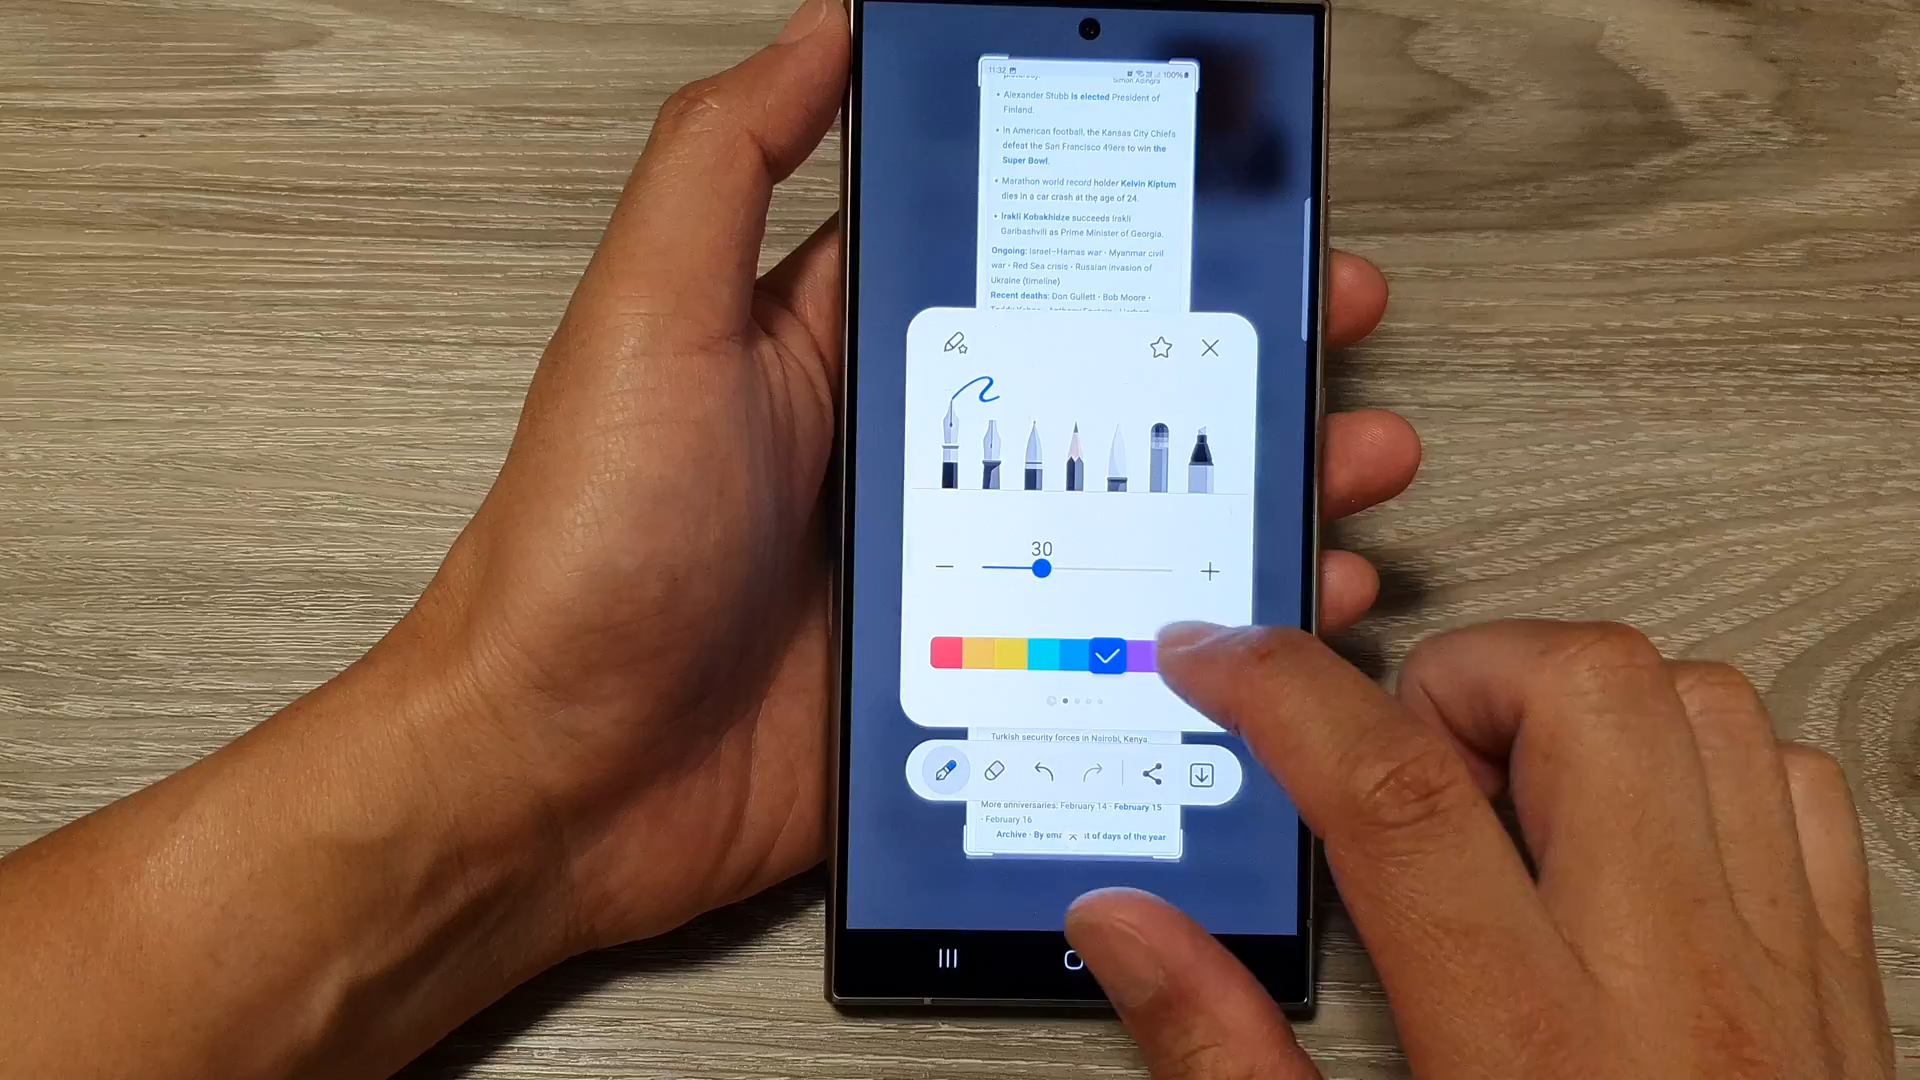 11:32
100%
Simon Adingra
yesterday.
• Alexander Stubb is elected President of
Finland.
• In American football, the Kansas City Chiefs
defeat the San Francisco 49ers to win the
Super Bowl.
• Marathon world record holder Kelvin Kiptum
dies in a car crash at the age of 24.
• Irakli Kobakhidze succeeds Irakli
Garibashvili as Prime Minister of Georgia.
Ongoing: Israel–Hamas war · Myanmar civil
war · Red Sea crisis · Russian invasion of
Ukraine (timeline)
Recent deaths: Don Gullett · Bob Moore ·
30
Turkish security forces in Nairobi, Kenya.
More anniversaries: February 14 · February 15
· February 16
Archive · By ema st of days of the year